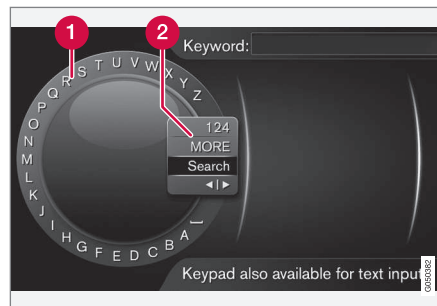 1
2
Keyword:
A B C D E F G H I J K L M N O P Q R S T U V W X Y Z
124
MORE
Search
◄|►
Keypad also available for text input
G050382